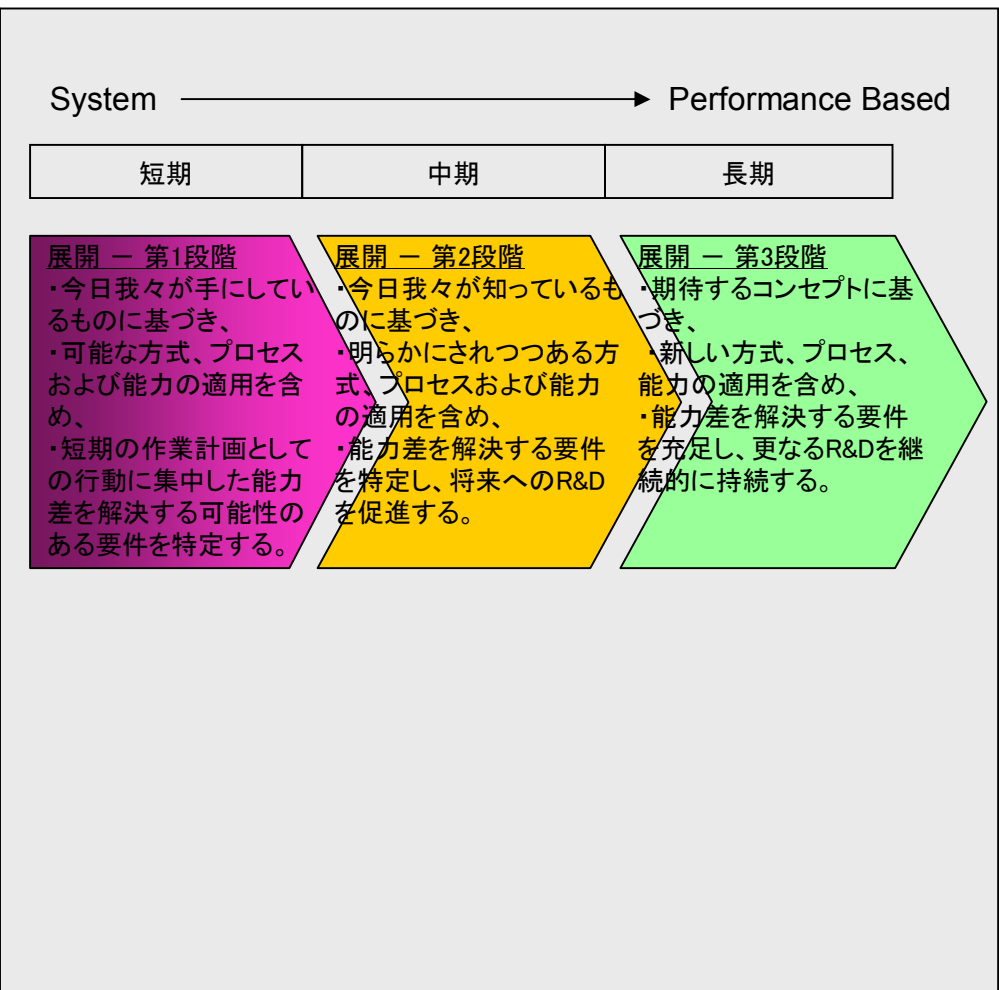 System Performance Based
短期 中期 長期
展開 － 第1段階
・今日我々が手にしてい
るものに基づき、
・可能な方式、プロセス
および能力の適用を含
め、
・短期の作業計画として
の行動に集中した能力
差を解決する可能性の
ある要件を特定する。
展開 － 第2段階
・今日我々が知っているも
のに基づき、
・明らかにされつつある方
式、プロセスおよび能力
の適用を含め、
・能力差を解決する要件
を特定し、将来へのR&D
を促進する。
展開 － 第3段階
・期待するコンセプトに基
づき、
・新しい方式、プロセス、
能力の適用を含め、
・能力差を解決する要件
を充足し、更なるR&Dを継
続的に持続する。